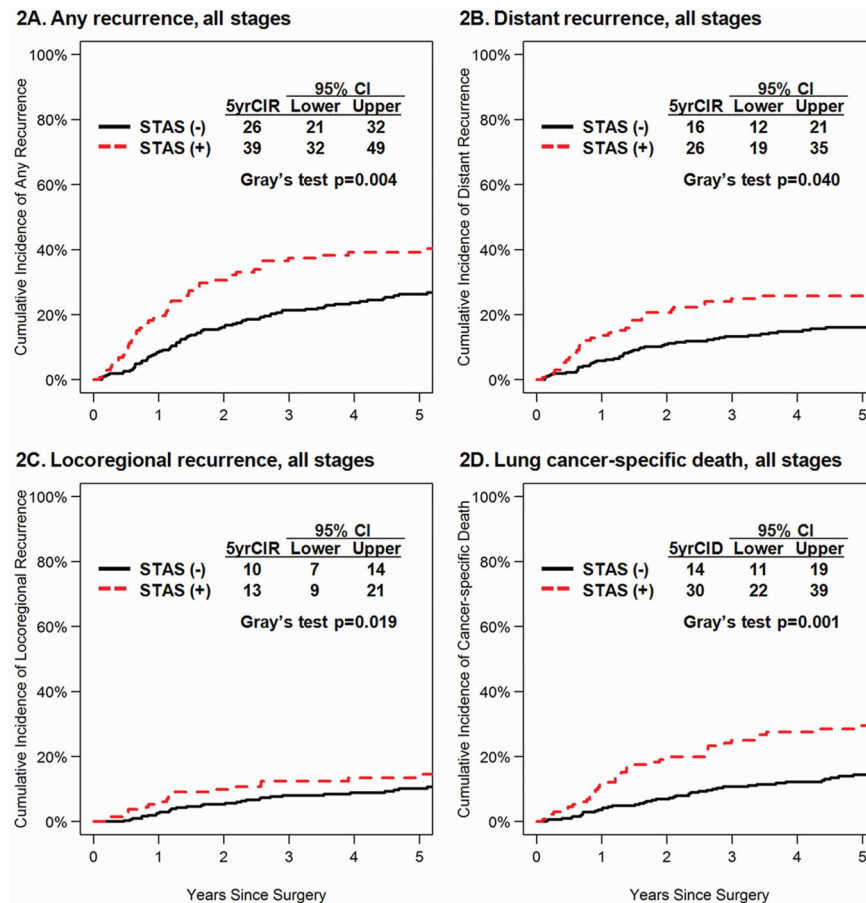 2A. Any recurrence, all stages
Cumulative Incidence of Any Recurrence
100%
80%
60%
40%
20%
0%
95% CI
5yrCIR Lower Upper
STAS (-) 26 21 32
STAS (+) 39 32 49
Gray's test p=0.004
0 1 2 3 4 5
2B. Distant recurrence, all stages
Cumulative Incidence of Distant Recurrence
100%
80%
60%
40%
20%
0%
95% CI
5yrCIR Lower Upper
STAS (-) 16 12 21
STAS (+) 26 19 35
Gray's test p=0.040
0 1 2 3 4 5
2C. Locoregional recurrence, all stages
Cumulative Incidence of Locoregional Recurrence
100%
80%
60%
40%
20%
0%
95% CI
5yrCIR Lower Upper
STAS (-) 10 7 14
STAS (+) 13 9 21
Gray's test p=0.019
0 1 2 3 4 5
Years Since Surgery
2D. Lung cancer-specific death, all stages
Cumulative Incidence of Cancer-specific Death
100%
80%
60%
40%
20%
0%
95% CI
5yrCID Lower Upper
STAS (-) 14 11 19
STAS (+) 30 22 39
Gray's test p=0.001
0 1 2 3 4 5
Years Since Surgery